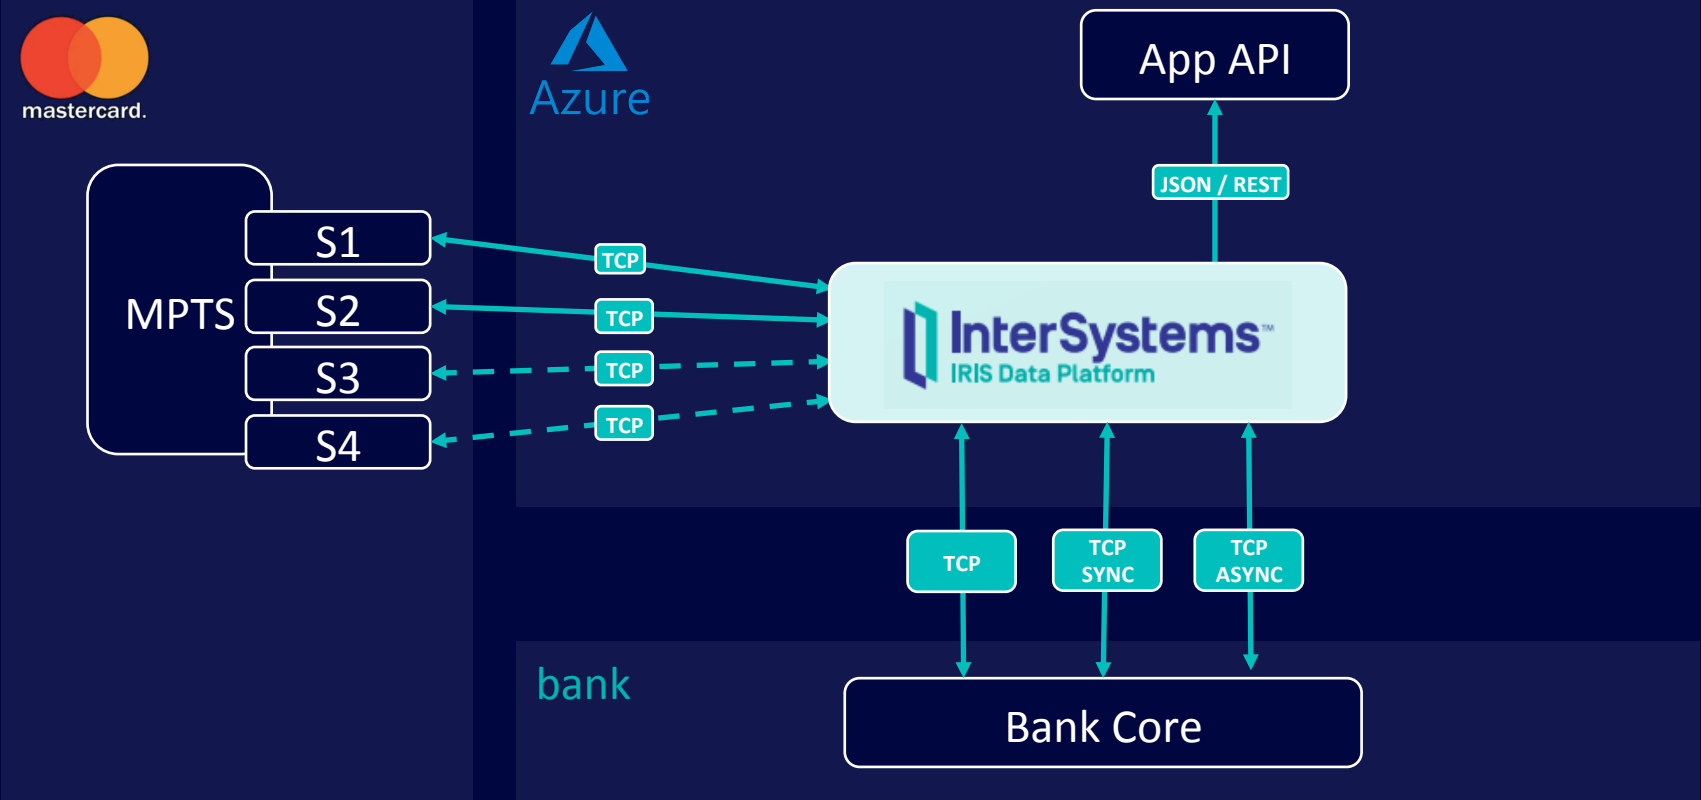 mastercard.
Azure
App API
JSON / REST
MPTS
S1
S2
S3
S4
TCP
TCP
TCP
TCP
InterSystems™
IRIS Data Platform
TCP
TCP
SYNC
TCP
ASYNC
bank
Bank Core